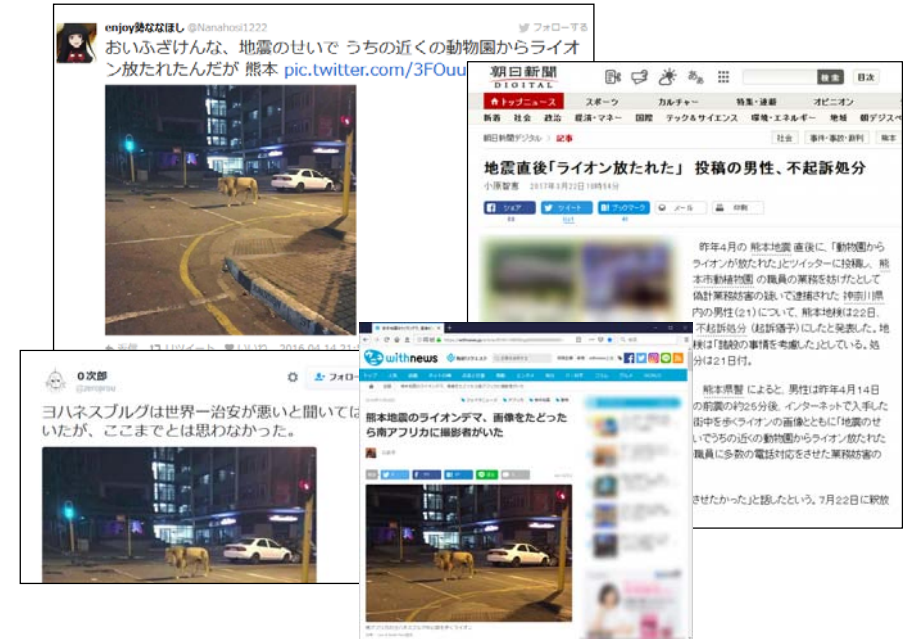 enjoy勢ななほし @Nanahosi1222
フォローする
おいふざけんな、地震のせいで うちの近くの動物園からライオ
ン放たれたんだが 熊本 pic.twitter.com/3FOuu
2016.04.14 21:
0次郎
@zerojirou
フォロー
ヨハネスブルグは世界一治安が悪いと聞いては
いたが、ここまでとは思わなかった。
朝日新聞
DIGITAL
検索
目次
トップニュース スポーツ カルチャー 特集・連載 オピニオン
新着 社会 政治 経済・マネー 国際 テック&サイエンス 環境・エネルギー 地域 朝デジスペ
朝日新聞デジタル 記事
社会 事件・事故・裁判 熊本
地震直後「ライオン放たれた」 投稿の男性、不起訴処分
小原智恵 2017年3月22日18時54分
シェア ツイート ブックマーク メール 印刷
昨年4月の熊本地震直後に、「動物園から
ライオンが放たれた」とツイッターに投稿し、熊
本市動植物園の職員の業務を妨げたとして
偽計業務妨害の疑いで逮捕された神奈川県
内の男性(21)について、熊本地検は22日、
不起訴処分(起訴猶予)にしたと発表した。地
検は「諸般の事情を考慮した」としている。処
分は21日付。
熊本県警によると、男性は昨年4月14日
の前震の約25分後、インターネットで入手した
街中を歩くライオンの画像とともに「地震のせ
いでうちの近くの動物園からライオン放たれた
職員に多数の電話対応をさせた業務妨害の
させたかった」と話したという。7月22日に釈放
withnews
熊本地震のライオンデマ、画像をたどった
ら南アフリカに撮影者がいた